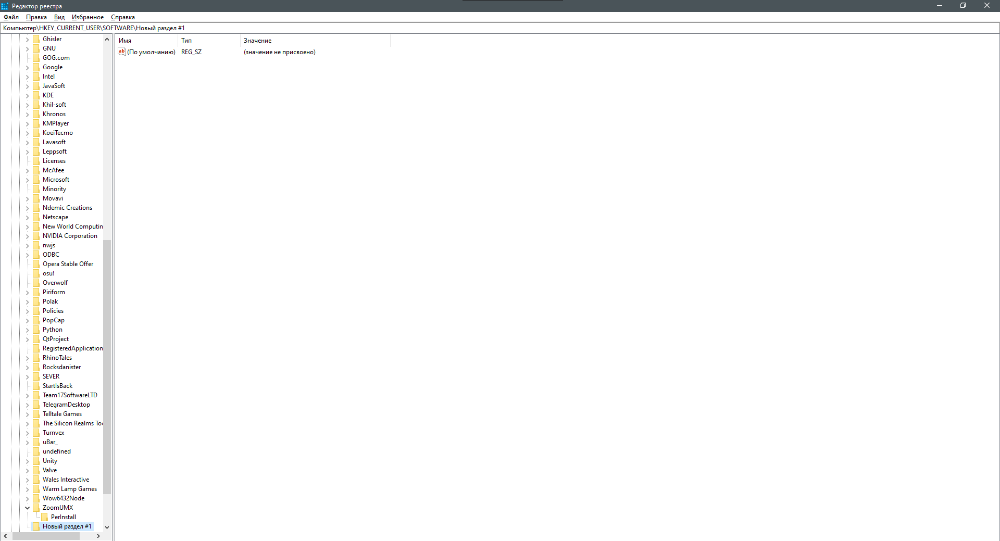 Редактор реестра
Файл Правка Вид Избранное Справка
Компьютер\HKEY_CURRENT_USER\SOFTWARE\Новый раздел #1
Ghisler
GNU
GOG.com
Google
Intel
JavaSoft
KDE
Khil-soft
Khronos
KMPlayer
KoeiTecmo
Lavasoft
Leppsoft
Licenses
McAfee
Microsoft
Minority
Movavi
Ndemic Creations
Netscape
New World Computin
NVIDIA Corporation
nwjs
ODBC
Opera Stable Offer
osu!
Overwolf
Piriform
Polak
Policies
PopCap
Python
QtProject
RegisteredApplication
RhinoTales
Rocksdanister
SEVER
StartIsBack
Team17SoftwareLTD
TelegramDesktop
Telltale Games
The Silicon Realms Too
Turnvex
uBar_
undefined
Unity
Valve
Wales Interactive
Warm Lamp Games
Wow6432Node
ZoomUMX
PerInstall
Новый раздел #1
Имя Тип Значение
ab (По умолчанию) REG_SZ (значение не присвоено)